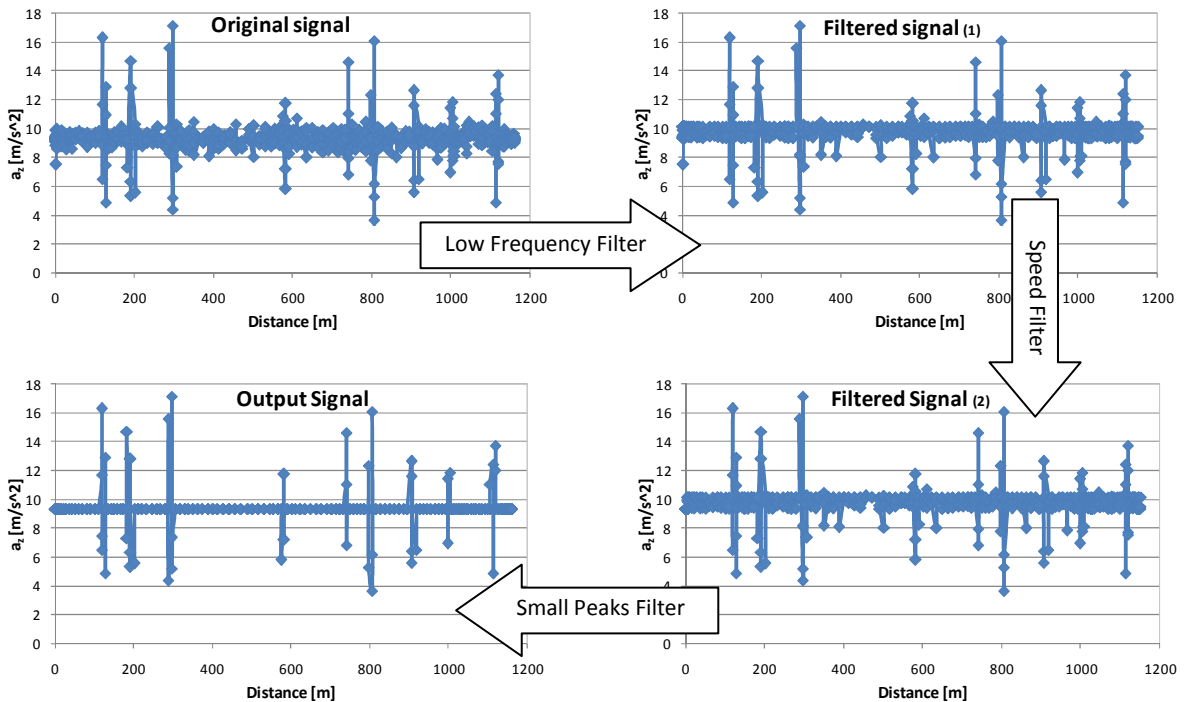 Original signal
18
16
14
12
10
8
6
4
2
0
a_z [m/s^2]
0 200 400 600 800 1000 1200
Distance [m]
Low Frequency Filter
Filtered signal (1)
18
16
14
12
10
8
6
4
2
0
a_z [m/s^2]
0 200 400 600 800 1000 1200
Distance [m]
Speed Filter
Output Signal
18
16
14
12
10
8
6
4
2
0
a_z [m/s^2]
0 200 400 600 800 1000 1200
Distance [m]
Small Peaks Filter
Filtered Signal (2)
18
16
14
12
10
8
6
4
2
0
a_z [m/s^2]
0 200 400 600 800 1000 1200
Distance [m]